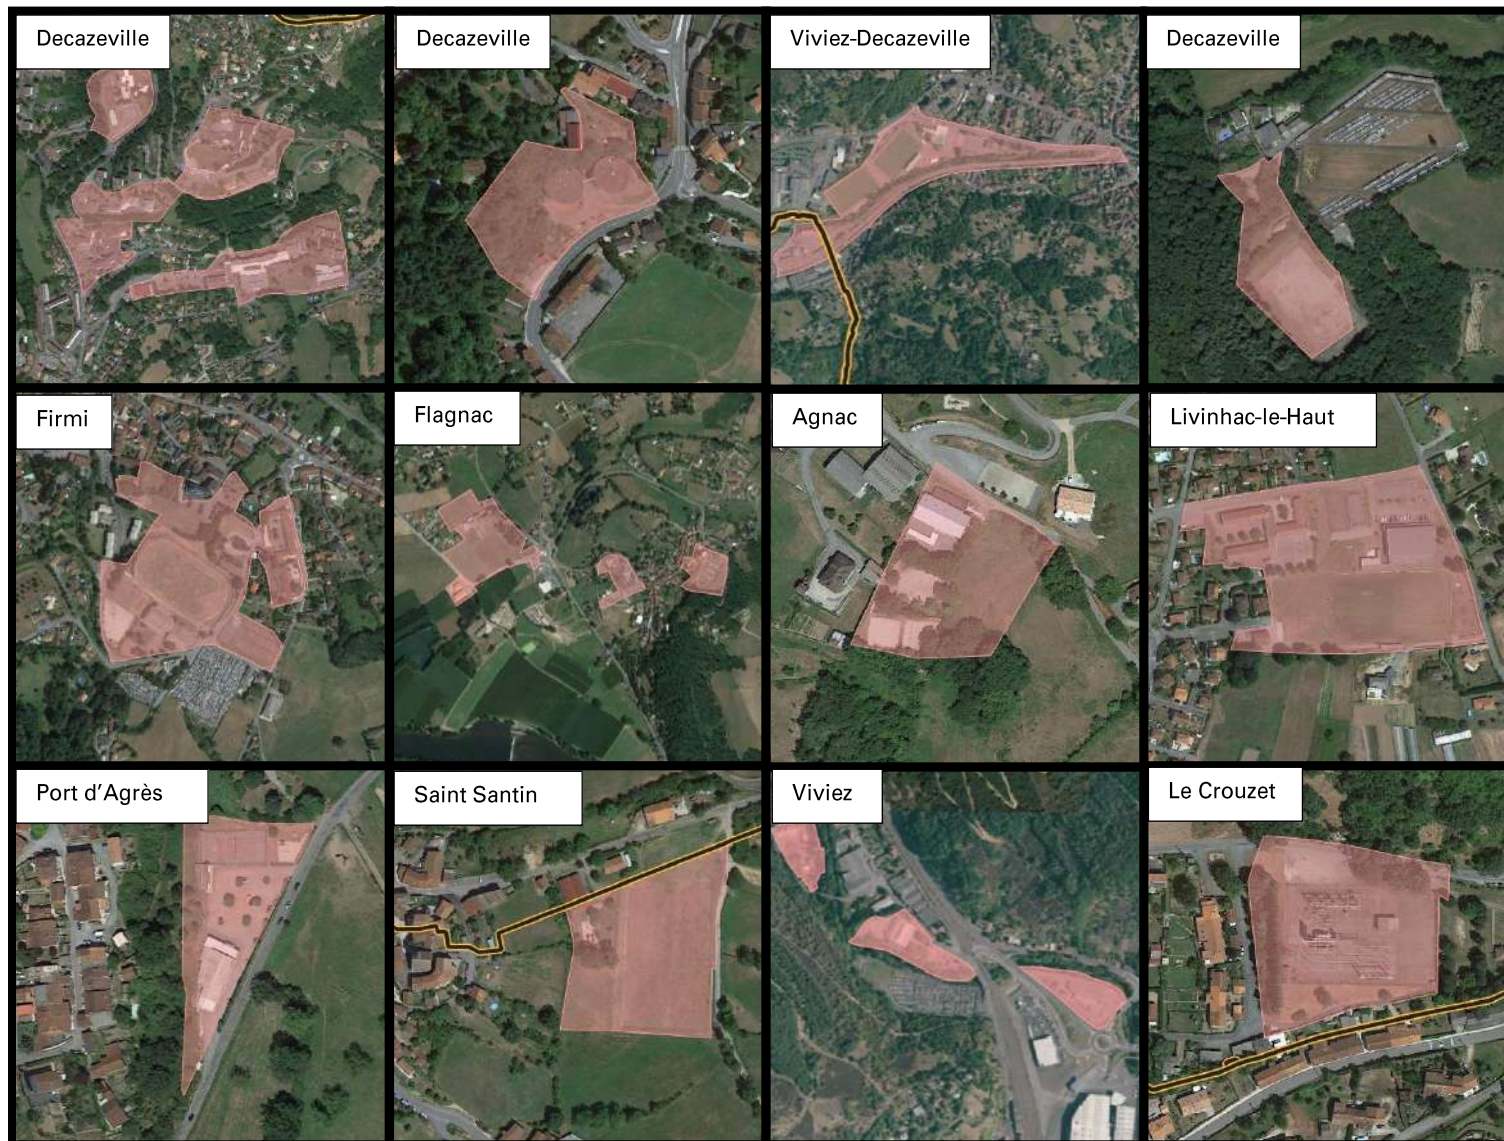 Decazeville
Decazeville
Viviez-Decazeville
Decazeville
Firmi
Flagnac
Agnac
Livinhac-le-Haut
Port d'Agrès
Saint Santin
Viviez
Le Crouzet